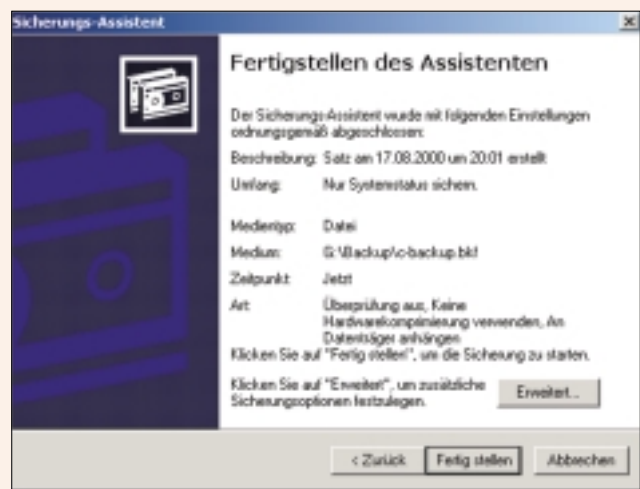 Sicherungs-Assistent
Fertigstellen des Assistenten
Der Sicherungs-Assistent wurde mit folgenden Einstellungen
ordnungsgemäß abgeschlossen:
Beschreibung: Satz am 17.08.2000 um 20:01 erstellt
Umfang: Nur Systemstatus sichern.
Medientyp: Datei
Medium: G:\Backup\c-backup.bkf
Zeitpunkt: Jetzt
Art: Überprüfung aus, Keine
Hardwarekomprimierung verwenden, An
Datenträger anhängen
Klicken Sie auf "Fertig stellen", um die Sicherung zu starten.
Klicken Sie auf "Erweitert", um zusätzliche
Sicherungsoptionen festzulegen.
Erweitert...
< Zurück Fertig stellen Abbrechen